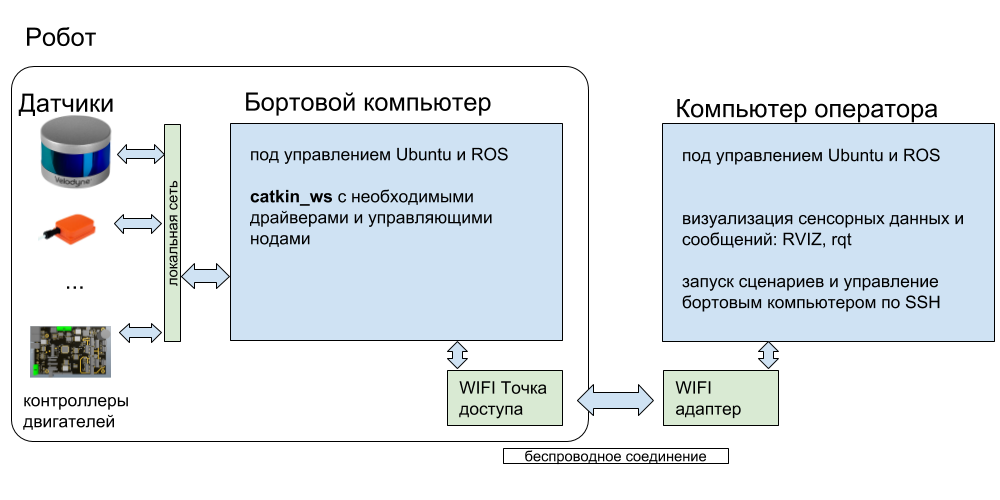 Робот
Датчики
Velodyne
...
контроллеры
двигателей
локальная сеть
Бортовой компьютер
под управлением Ubuntu и ROS
catkin_ws с необходимыми
драйверами и управляющими
нодами
WIFI Точка
доступа
Компьютер оператора
под управлением Ubuntu и ROS
визуализация сенсорных данных и
сообщений: RVIZ, rqt
запуск сценариев и управление
бортовым компьютером по SSH
WIFI
адаптер
беспроводное соединение